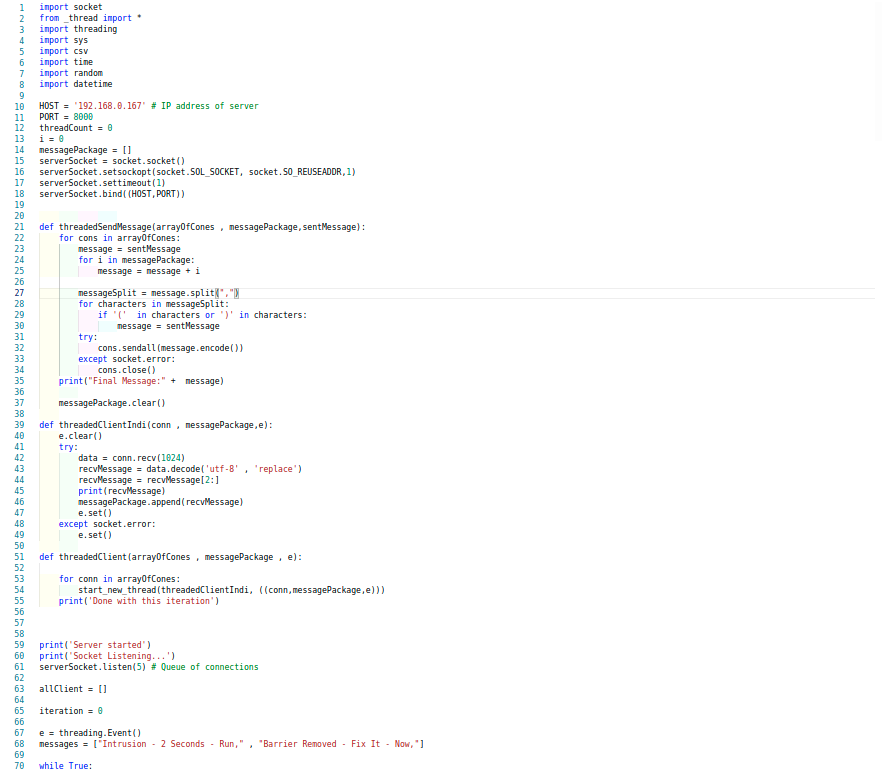 1 import socket
2 from _thread import *
3 import threading
4 import sys
5 import csv
6 import time
7 import random
8 import datetime
9
10 HOST = '192.168.0.167' # IP address of server
11 PORT = 8000
12 threadCount = 0
13 i = 0
14 messagePackage = []
15 serverSocket = socket.socket()
16 serverSocket.setsockopt(socket.SOL_SOCKET, socket.SO_REUSEADDR,1)
17 serverSocket.settimeout(1)
18 serverSocket.bind((HOST,PORT))
19
20
21 def threadedSendMessage(arrayOfCones , messagePackage,sentMessage):
22     for cons in arrayOfCones:
23         message = sentMessage
24         for i in messagePackage:
25             message = message + i
26
27         messageSplit = message.split(",")
28         for characters in messageSplit:
29             if '(' in characters or ')' in characters:
30                 message = sentMessage
31         try:
32             cons.sendall(message.encode())
33         except socket.error:
34             cons.close()
35     print("Final Message:" +  message)
36
37     messagePackage.clear()
38
39 def threadedClientIndi(conn , messagePackage,e):
40     e.clear()
41     try:
42         data = conn.recv(1024)
43         recvMessage = data.decode('utf-8' , 'replace')
44         recvMessage = recvMessage[2:]
45         print(recvMessage)
46         messagePackage.append(recvMessage)
47         e.set()
48     except socket.error:
49         e.set()
50
51 def threadedClient(arrayOfCones , messagePackage , e):
52
53     for conn in arrayOfCones:
54         start_new_thread(threadedClientIndi, ((conn,messagePackage,e)))
55     print('Done with this iteration')
56
57
58
59 print('Server started')
60 print('Socket Listening...')
61 serverSocket.listen(5) # Queue of connections
62
63 allClient = []
64
65 iteration = 0
66
67 e = threading.Event()
68 messages = ["Intrusion - 2 Seconds - Run," , "Barrier Removed - Fix It - Now,"]
69
70 while True: